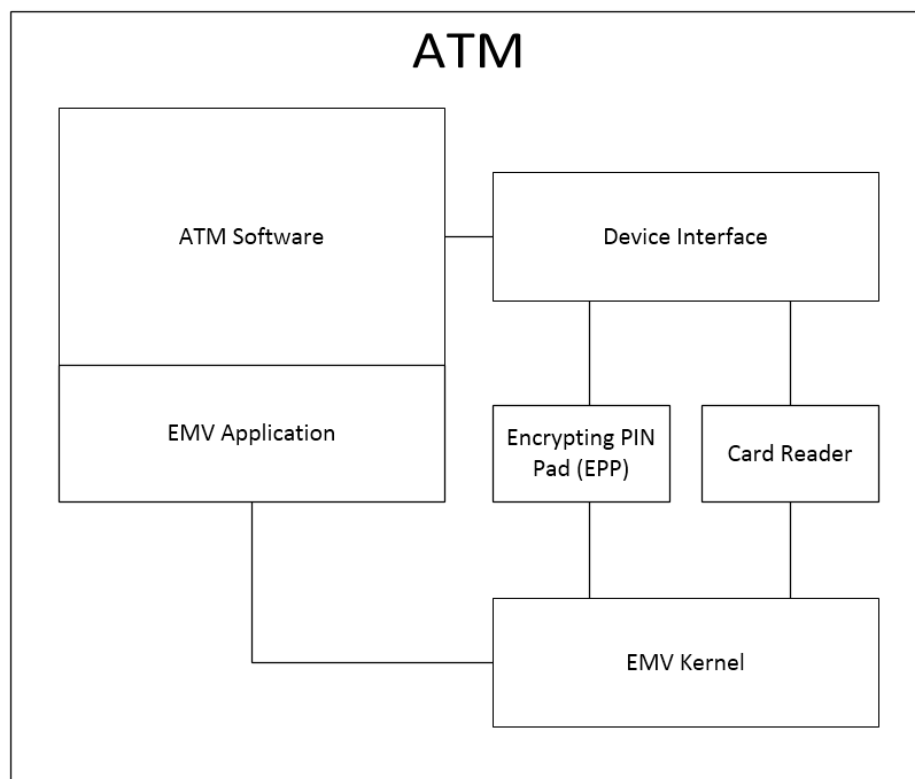 ATM
ATM Software
Device Interface
EMV Application
Encrypting PIN
Pad (EPP)
Card Reader
EMV Kernel